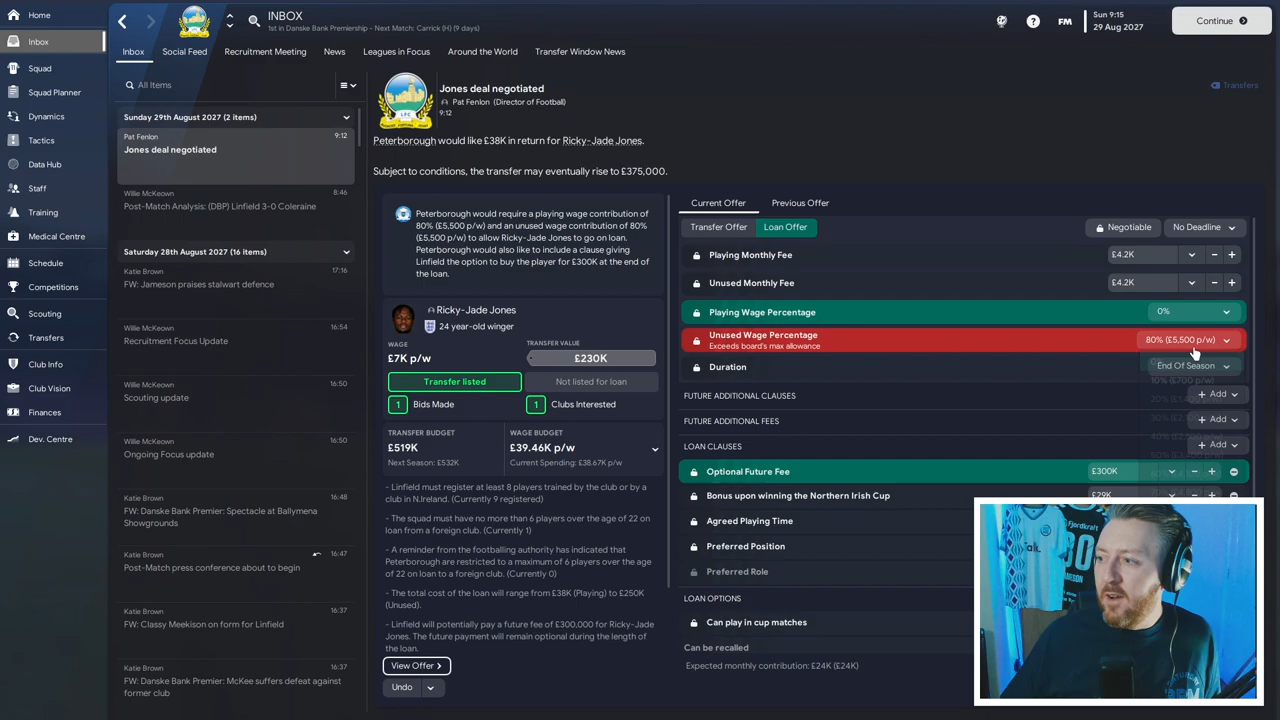 Home
INBOX
1st in Danske Bank Premiership - Next Match: Carrick (H) (9 days)
FM
Sun 9:15
29 Aug 2027
Continue
Inbox
Squad
Squad Planner
Dynamics
Tactics
Data Hub
Staff
Training
Medical Centre
Schedule
Competitions
Scouting
Transfers
Club Info
Club Vision
Finances
Dev. Centre
Inbox
Social Feed
Recruitment Meeting
News
Leagues in Focus
Around the World
Transfer Window News
All Items
Sunday 29th August 2027 (2 items)
Pat Fenlon 9:12
Jones deal negotiated
Willie McKeown 8:46
Post-Match Analysis: (DBP) Linfield 3-0 Coleraine
Saturday 28th August 2027 (16 items)
Katie Brown 17:16
FW: Jameson praises stalwart defence
Willie McKeown 16:54
Recruitment Focus Update
Willie McKeown 16:50
Scouting update
Willie McKeown 16:50
Ongoing Focus update
Katie Brown 16:48
FW: Danske Bank Premier: Spectacle at Ballymena
Showgrounds
Katie Brown 16:47
Post-Match press conference about to begin
Katie Brown 16:37
FW: Classy Meekison on form for Linfield
Katie Brown 16:37
FW: Danske Bank Premier: McKee suffers defeat against
former club
Jones deal negotiated
Pat Fenlon (Director of Football)
9:12
Transfers
Peterborough would like £38K in return for Ricky-Jade Jones.
Subject to conditions, the transfer may eventually rise to £375,000.
Peterborough would require a playing wage contribution of
80% (£5,500 p/w) and an unused wage contribution of 80%
(£5,500 p/w) to allow Ricky-Jade Jones to go on loan.
Peterborough would also like to include a clause giving
Linfield the option to buy the player for £300K at the end of
the loan.
Ricky-Jade Jones
24 year-old winger
WAGE
£7K p/w
TRANSFER VALUE
£230K
Transfer listed
Not listed for loan
1 Bids Made
1 Clubs Interested
TRANSFER BUDGET
£519K
Next Season: £532K
WAGE BUDGET
£39.46K p/w
Current Spending: £38.67K p/w
- Linfield must register at least 8 players trained by the club or by a
club in N.Ireland. (Currently 9 registered)
- The squad must have no more than 6 players over the age of 22 on
loan from a foreign club. (Currently 1)
- A reminder from the footballing authority has indicated that
Peterborough are restricted to a maximum of 6 players over the age
of 22 on loan to a foreign club. (Currently 0)
- The total cost of the loan will range from £38K (Playing) to £250K
(Unused).
- Linfield will potentially pay a future fee of £300,000 for Ricky-Jade
Jones. The future payment will remain optional during the length of
the loan.
View Offer
Undo
Current Offer
Previous Offer
Transfer Offer
Loan Offer
Negotiable
No Deadline
Playing Monthly Fee £4.2K
Unused Monthly Fee £4.2K
Playing Wage Percentage 0%
Unused Wage Percentage 80% (£5,500 p/w)
Exceeds board's max allowance
Duration End Of Season
FUTURE ADDITIONAL CLAUSES + Add
FUTURE ADDITIONAL FEES + Add
LOAN CLAUSES + Add
Optional Future Fee £300K
Bonus upon winning the Northern Irish Cup £29K
Agreed Playing Time
Preferred Position
Preferred Role
LOAN OPTIONS
Can play in cup matches
Can be recalled
Expected monthly contribution: £24K (£24K)